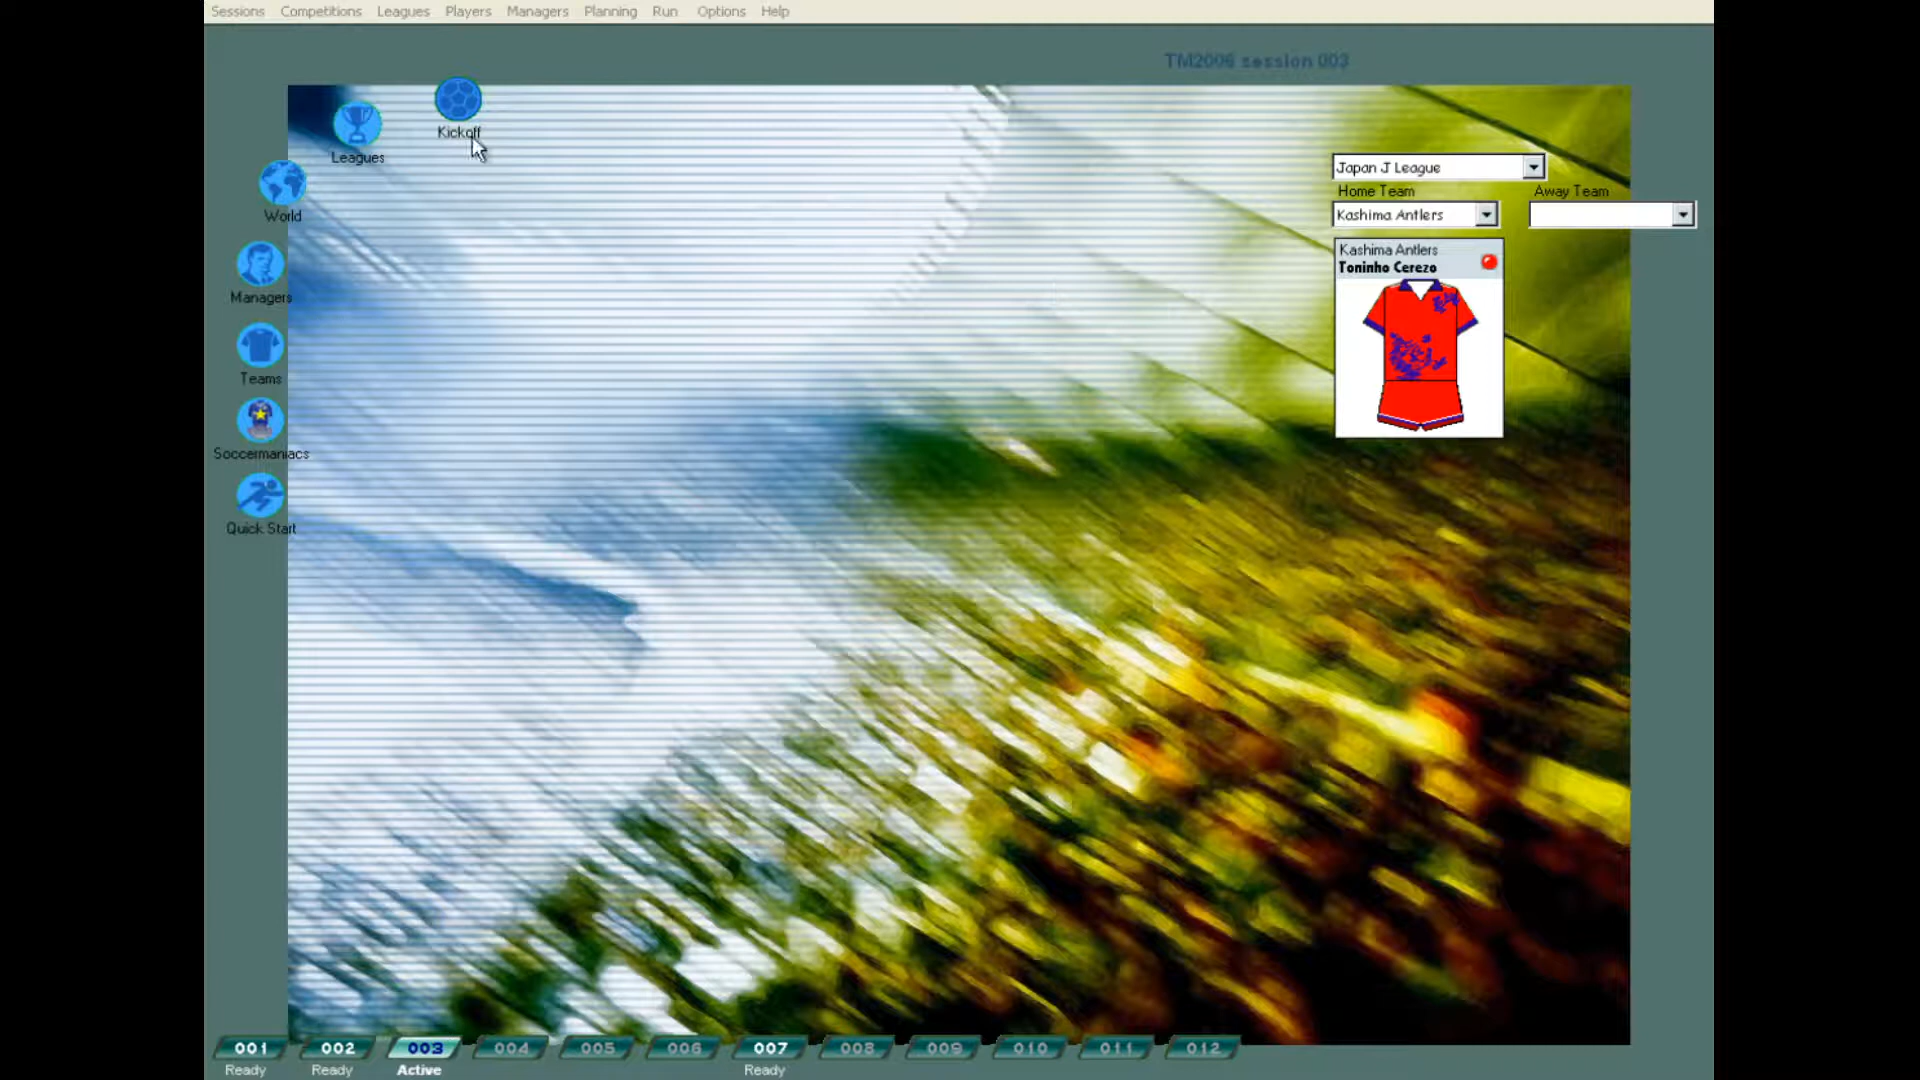 Sessions Competitions Leagues Players Managers Planning Run Options Help
TM2006 session 003
Kickoff
Leagues
World
Managers
Teams
Soccermaniacs
Quick Start
Japan J League
Home Team Away Team
Kashima Antlers
Kashima Antlers
Toninho Cerezo
001 002 003 004 005 006 007 008 009 010 011 012
Ready Ready Active Ready